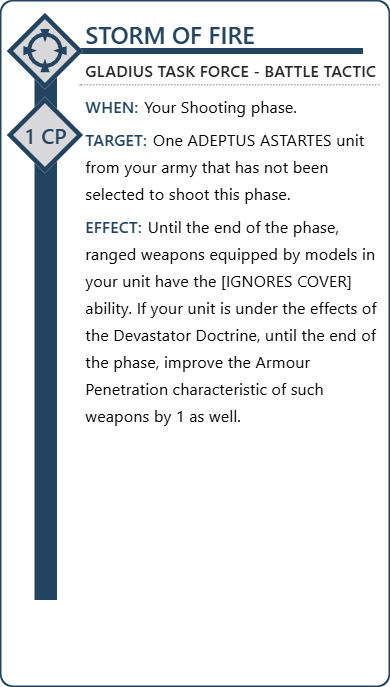 STORM OF FIRE
GLADIUS TASK FORCE - BATTLE TACTIC
1 CP
WHEN: Your Shooting phase.
TARGET: One ADEPTUS ASTARTES unit
from your army that has not been
selected to shoot this phase.
EFFECT: Until the end of the phase,
ranged weapons equipped by models in
your unit have the [IGNORES COVER]
ability. If your unit is under the effects of
the Devastator Doctrine, until the end of
the phase, improve the Armour
Penetration characteristic of such
weapons by 1 as well.